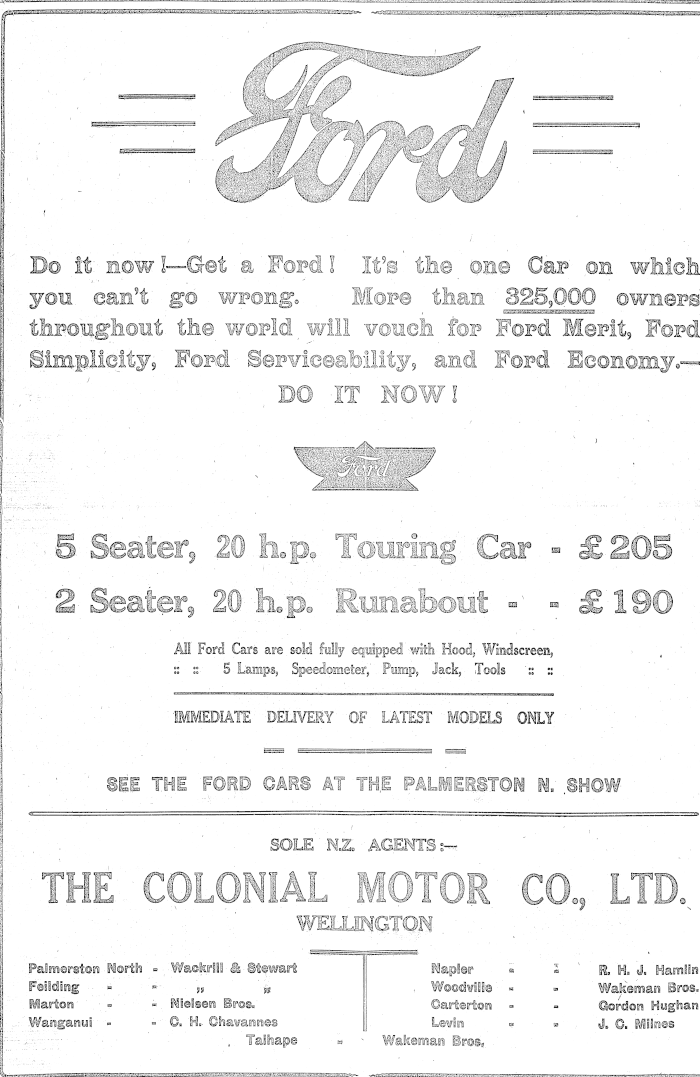 Ford
Do it now!—Get a Ford! It's the one Car on which
you can't go wrong. More than 325,000 owners
throughout the world will vouch for Ford Merit, Ford
Simplicity, Ford Serviceability, and Ford Economy.—
DO IT NOW!
Ford
5 Seater, 20 h.p. Touring Car - £205
2 Seater, 20 h.p. Runabout - - £190
All Ford Cars are sold fully equipped with Hood, Windscreen,
:: :: 5 Lamps, Speedometer, Pump, Jack, Tools :: ::
IMMEDIATE DELIVERY OF LATEST MODELS ONLY
SEE THE FORD CARS AT THE PALMERSTON N. SHOW
SOLE N.Z. AGENTS:—
THE COLONIAL MOTOR CO., LTD.
WELLINGTON
Palmerston North - Wackrill & Stewart
Feilding - - „ „
Marton - - Nielsen Bros.
Wanganui - - C. H. Chavannes
Napier - - R. H. J. Hamlin
Woodville - - Wakeman Bros.
Carterton - - Gordon Hughan
Levin - - J. C. Milnes
Taihape - Wakeman Bros.